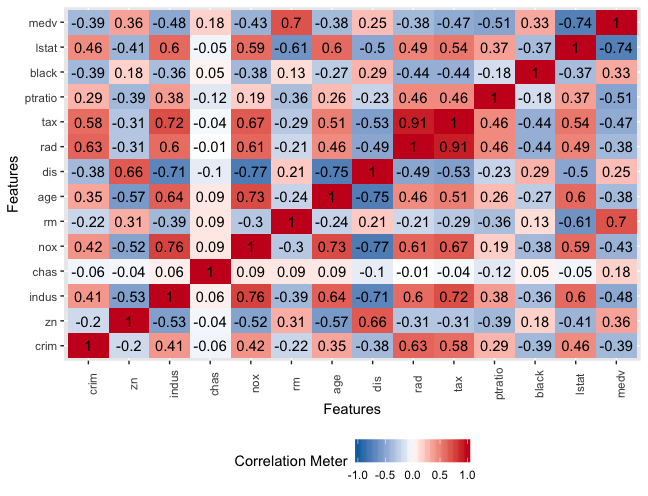 medv -0.39 0.36 -0.48 0.18 -0.43 0.7 -0.38 0.25 -0.38 -0.47 -0.51 0.33 -0.74 1
lstat 0.46 -0.41 0.6 -0.05 0.59 -0.61 0.6 -0.5 0.49 0.54 0.37 -0.37 1 -0.74
black -0.39 0.18 -0.36 0.05 -0.38 0.13 -0.27 0.29 -0.44 -0.44 -0.18 1 -0.37 0.33
ptratio 0.29 -0.39 0.38 -0.12 0.19 -0.36 0.26 -0.23 0.46 0.46 1 -0.18 0.37 -0.51
tax 0.58 -0.31 0.72 -0.04 0.67 -0.29 0.51 -0.53 0.91 1 0.46 -0.44 0.54 -0.47
rad 0.63 -0.31 0.6 -0.01 0.61 -0.21 0.46 -0.49 1 0.91 0.46 -0.44 0.49 -0.38
dis -0.38 0.66 -0.71 -0.1 -0.77 0.21 -0.75 1 -0.49 -0.53 -0.23 0.29 -0.5 0.25
age 0.35 -0.57 0.64 0.09 0.73 -0.24 1 -0.75 0.46 0.51 0.26 -0.27 0.6 -0.38
rm -0.22 0.31 -0.39 0.09 -0.3 1 -0.24 0.21 -0.21 -0.29 -0.36 0.13 -0.61 0.7
nox 0.42 -0.52 0.76 0.09 1 -0.3 0.73 -0.77 0.61 0.67 0.19 -0.38 0.59 -0.43
chas -0.06 -0.04 0.06 1 0.09 0.09 0.09 -0.1 -0.01 -0.04 -0.12 0.05 -0.05 0.18
indus 0.41 -0.53 1 0.06 0.76 -0.39 0.64 -0.71 0.6 0.72 0.38 -0.36 0.6 -0.48
zn -0.2 1 -0.53 -0.04 -0.52 0.31 -0.57 0.66 -0.31 -0.31 -0.39 0.18 -0.41 0.36
crim 1 -0.2 0.41 -0.06 0.42 -0.22 0.35 -0.38 0.63 0.58 0.29 -0.39 0.46 -0.39
Features
crim zn indus chas nox rm age dis rad tax ptratio black lstat medv
Features
Correlation Meter
-1.0 -0.5 0.0 0.5 1.0